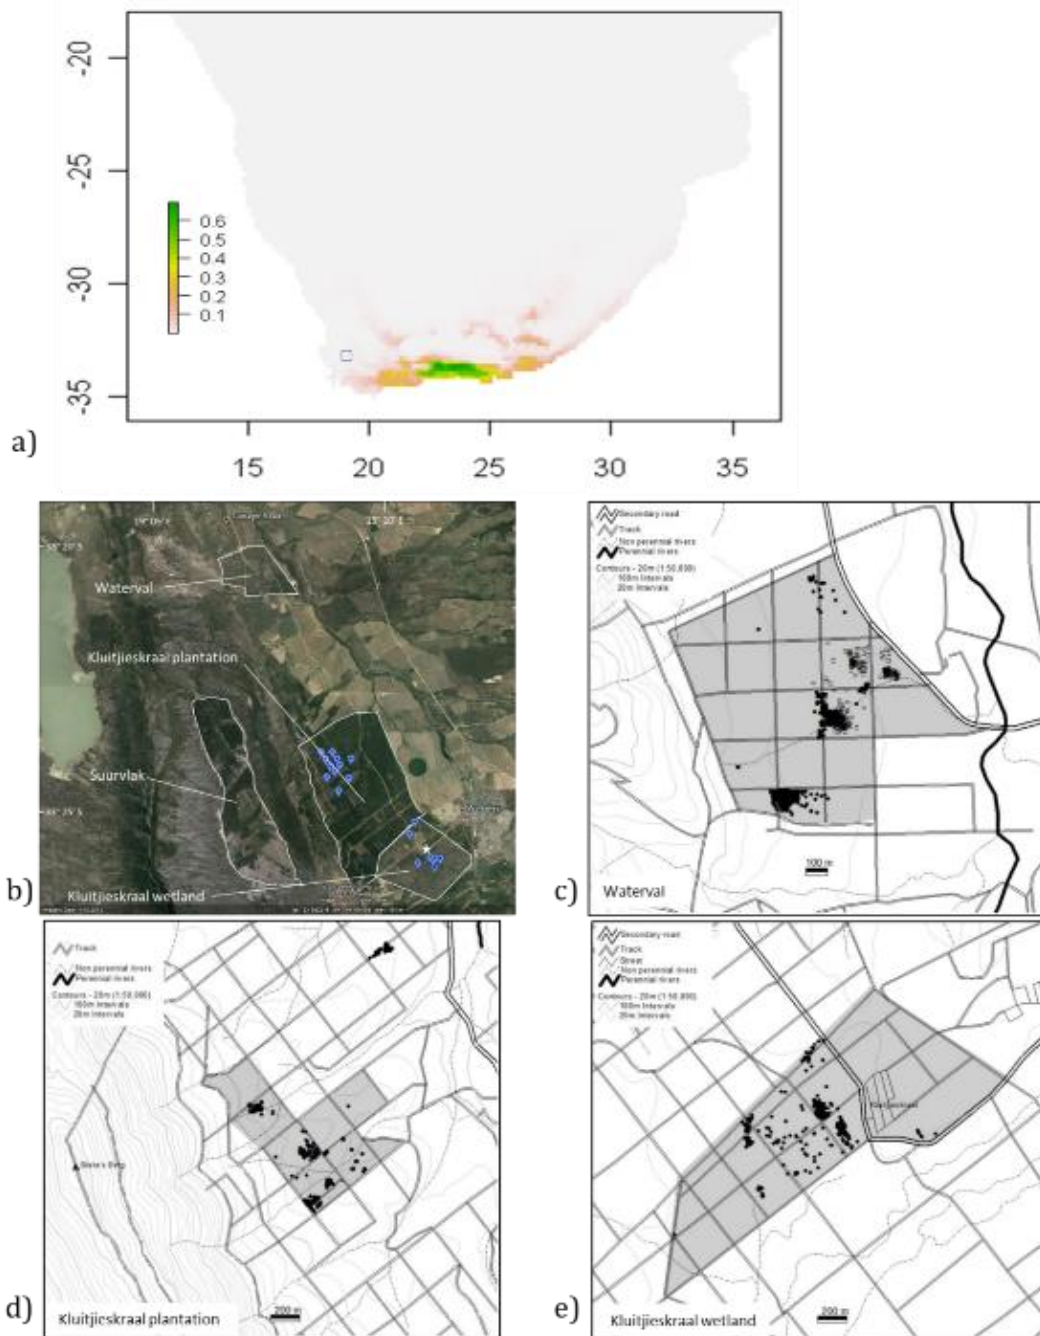 -20
-25
-30
-35
0.6
0.5
0.4
0.3
0.2
0.1
15 20 25 30 35
a)
Waterval
Kluitjieskraal plantation
Suurvlak
Kluitjieskraal wetland
b)
Secondary road
Track
Non perennial rivers
Perennial rivers
Contours - 20m (1:50,000)
100m Intervals
20m Intervals
100 m
Waterval
c)
Track
Non perennial rivers
Perennial rivers
Contours - 20m (1:50,000)
100m Intervals
20m Intervals
200 m
Kluitjieskraal plantation
d)
Secondary road
Track
Street
Non perennial rivers
Perennial rivers
Contours - 20m (1:50,000)
100m Intervals
20m Intervals
Kluitjieskraal
200 m
Kluitjieskraal wetland
e)